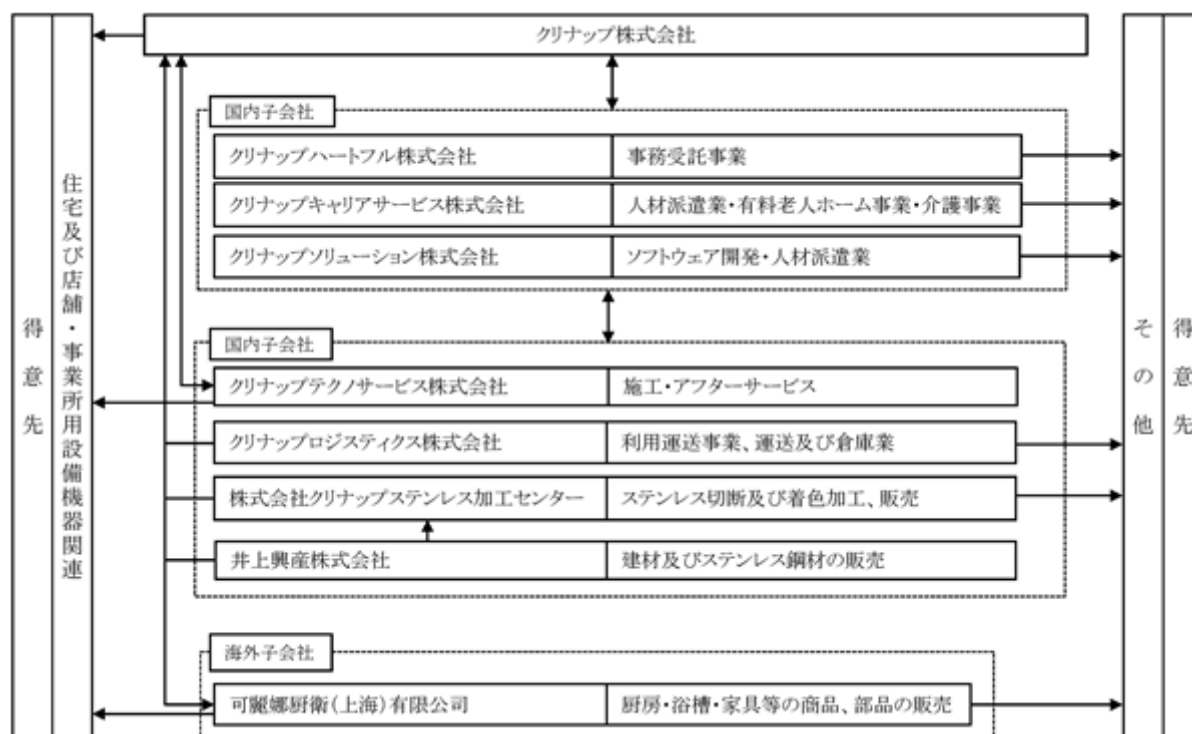 クリナップ株式会社
国内子会社
クリナップハートフル株式会社
事務受託事業
クリナップキャリアサービス株式会社
人材派遣業・有料老人ホーム事業・介護事業
クリナップソリューション株式会社
ソフトウェア開発・人材派遣業
国内子会社
クリナップテクノサービス株式会社
施工・アフターサービス
クリナップロジスティクス株式会社
利用運送事業、運送及び倉庫業
株式会社クリナップステンレス加工センター
ステンレス切断及び着色加工、販売
井上興産株式会社
建材及びステンレス鋼材の販売
海外子会社
可麗娜厨衛(上海)有限公司
厨房・浴槽・家具等の商品、部品の販売
得意先
住宅及び店舗・事業所用設備機器関連
その他
得意先